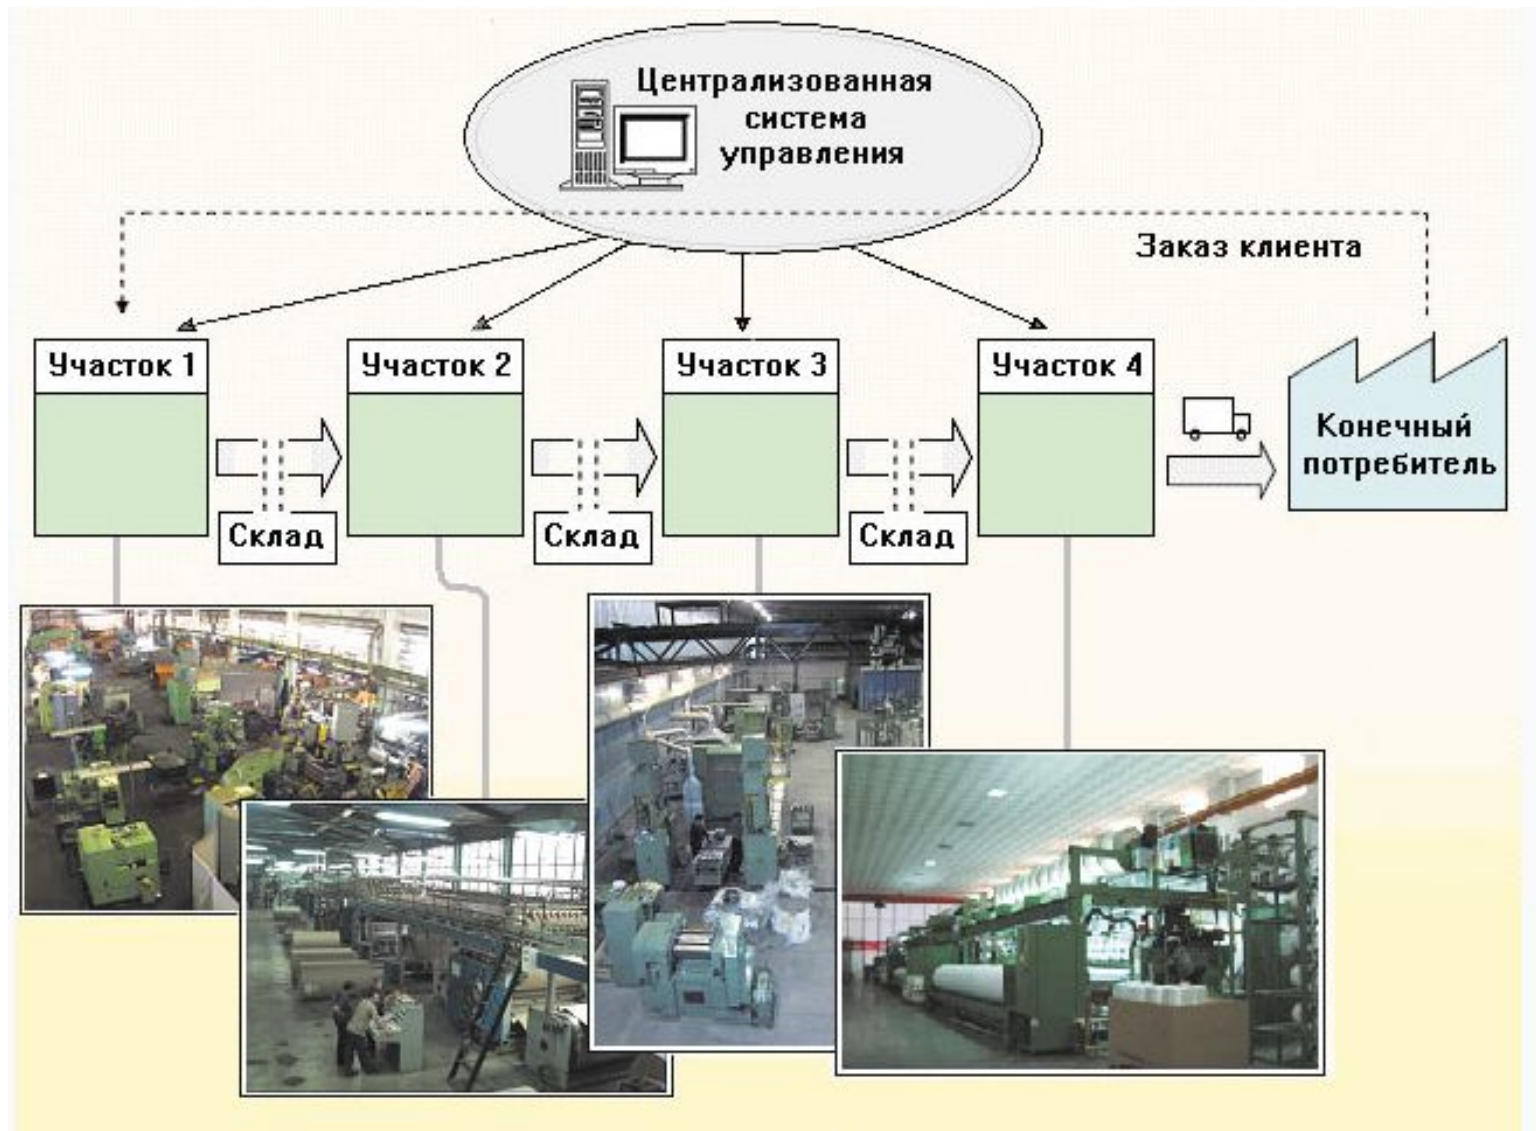 Централизованная
система
управления
Заказ клиента
Участок 1
Участок 2
Участок 3
Участок 4
Склад
Склад
Склад
Конечный
потребитель